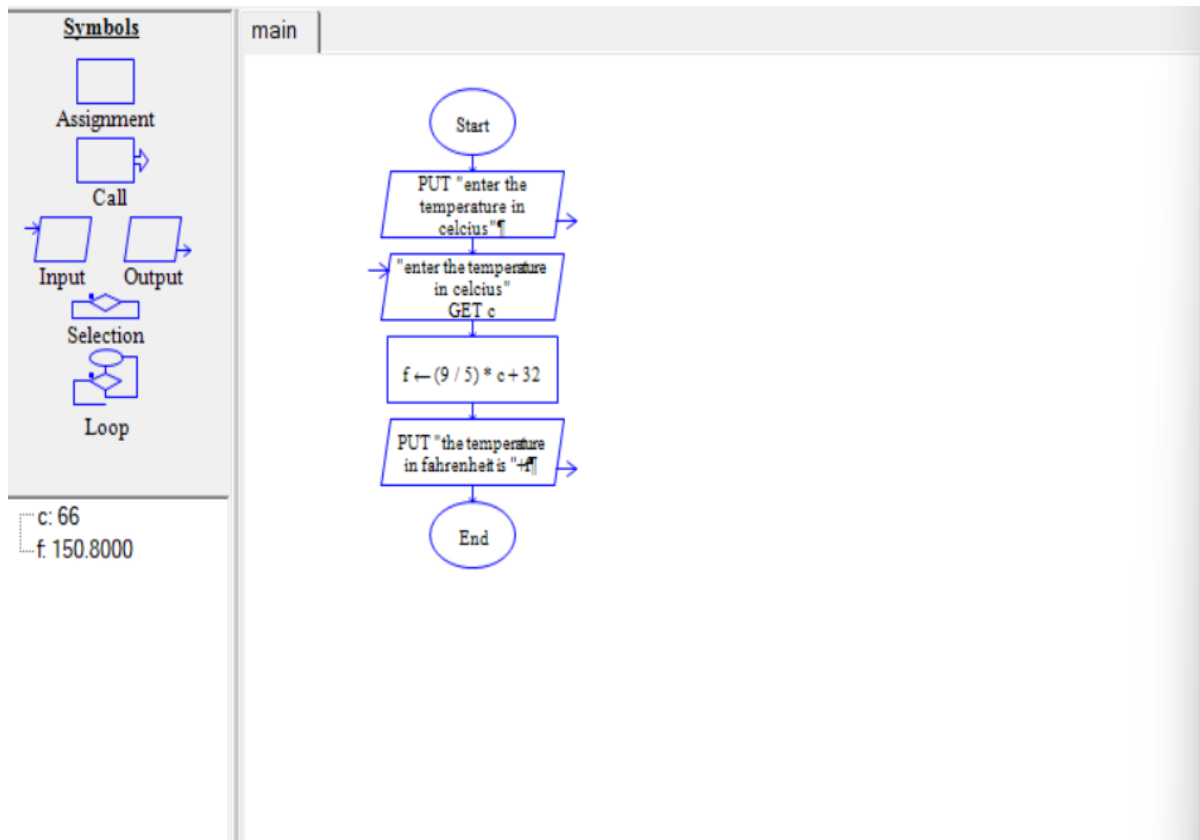 Symbols
Assignment
Call
Input Output
Selection
Loop
c: 66
f: 150.8000
main
Start
PUT "enter the
temperature in
celcius"¶
"enter the temperature
in celcius"
GET c
f ← (9 / 5) * c + 32
PUT "the temperature
in fahrenheit is "+f¶
End